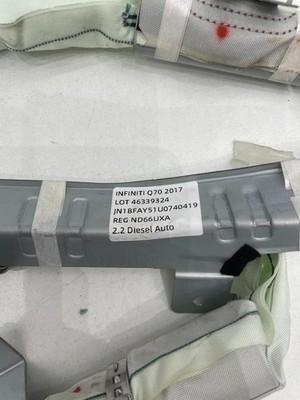 INFINITI Q70 2017
LOT 46339324
JN1BFAY51U0740419
REG ND66UXA
2.2 Diesel Auto